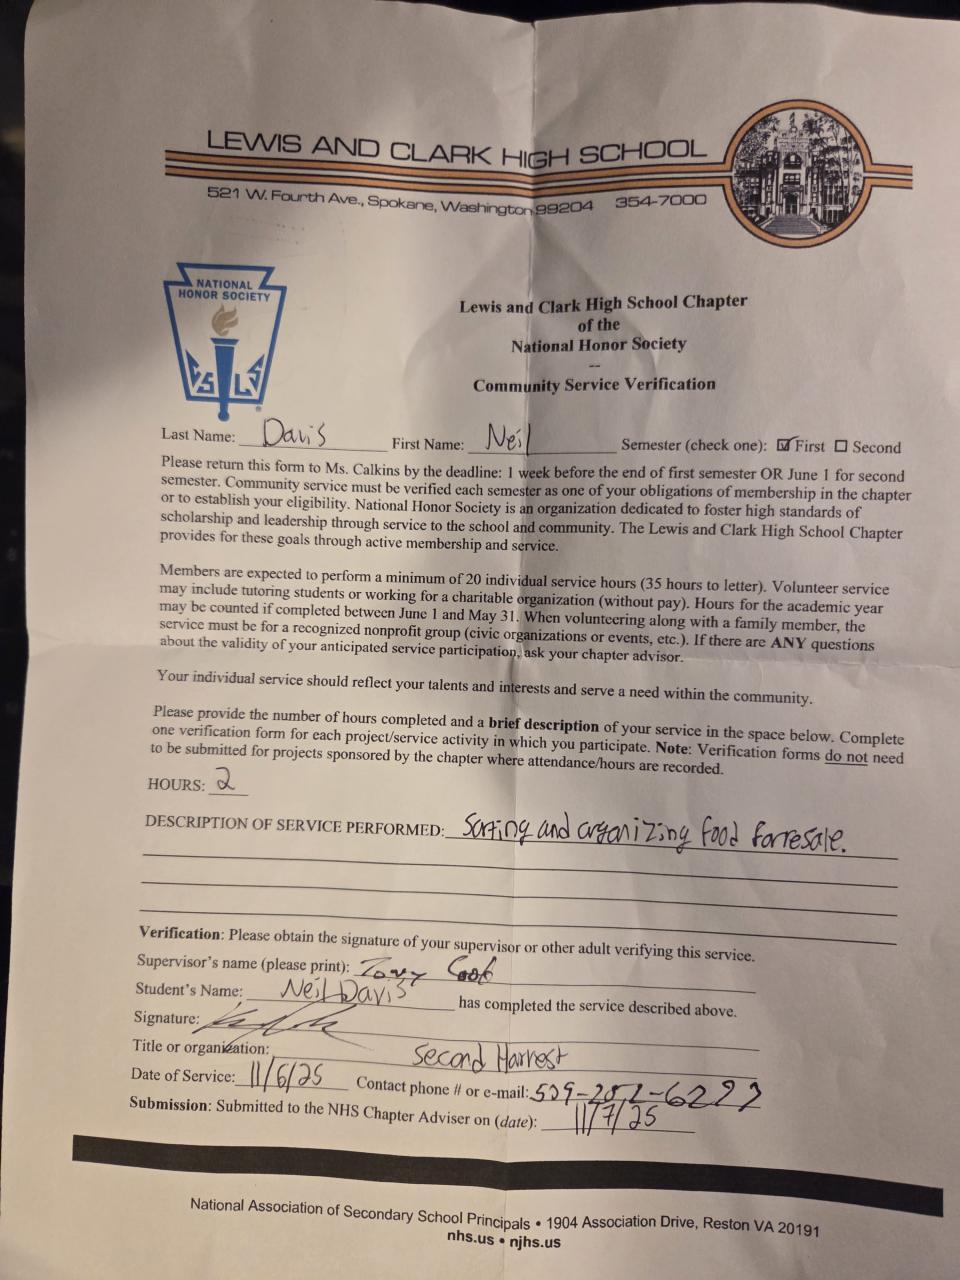 LEWIS AND CLARK HIGH SCHOOL
521 W. Fourth Ave., Spokane, Washington 99204 354-7000
NATIONAL
HONOR SOCIETY
C S L S
Lewis and Clark High School Chapter
of the
National Honor Society
--
Community Service Verification
Last Name: Davis First Name: Neil Semester (check one): ☑ First ☐ Second
Please return this form to Ms. Calkins by the deadline: 1 week before the end of first semester OR June 1 for second
semester. Community service must be verified each semester as one of your obligations of membership in the chapter
or to establish your eligibility. National Honor Society is an organization dedicated to foster high standards of
scholarship and leadership through service to the school and community. The Lewis and Clark High School Chapter
provides for these goals through active membership and service.
Members are expected to perform a minimum of 20 individual service hours (35 hours to letter). Volunteer service
may include tutoring students or working for a charitable organization (without pay). Hours for the academic year
may be counted if completed between June 1 and May 31. When volunteering along with a family member, the
service must be for a recognized nonprofit group (civic organizations or events, etc.). If there are ANY questions
about the validity of your anticipated service participation, ask your chapter advisor.
Your individual service should reflect your talents and interests and serve a need within the community.
Please provide the number of hours completed and a brief description of your service in the space below. Complete
one verification form for each project/service activity in which you participate. Note: Verification forms do not need
to be submitted for projects sponsored by the chapter where attendance/hours are recorded.
HOURS: 2
DESCRIPTION OF SERVICE PERFORMED: Sorting and organizing food for resale.
Verification: Please obtain the signature of your supervisor or other adult verifying this service.
Supervisor's name (please print): Tony Cook
Student's Name: Neil Davis has completed the service described above.
Signature:
Title or organization: Second Harvest
Date of Service: 11/6/25 Contact phone # or e-mail: 509-252-6
Submission: Submitted to the NHS Chapter Adviser on (date): 11/7/25
National Association of Secondary School Principals • 1904 Association Drive, Reston VA 20191
nhs.us • njhs.us